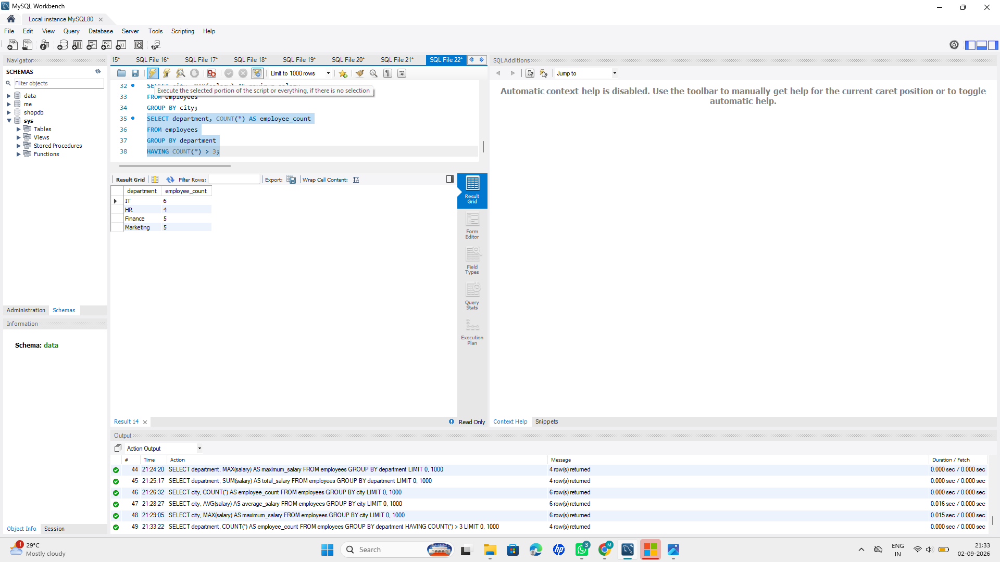 MySQL Workbench
Local instance MySQL80
File Edit View Query Database Server Tools Scripting Help
Navigator
SCHEMAS
Filter objects
data
me
shopdb
sys
Tables
Views
Stored Procedures
Functions
Administration Schemas
Information
Schema: data
Object Info Session
15* SQL File 16* SQL File 17* SQL File 18* SQL File 19* SQL File 20* SQL File 21* SQL File 22*
Limit to 1000 rows
32 SELECT city, MAX(salary) AS maximum_salary
Execute the selected portion of the script or everything, if there is no selection
33 FROM employees
34 GROUP BY city;
35 SELECT department, COUNT(*) AS employee_count
36 FROM employees
37 GROUP BY department
38 HAVING COUNT(*) > 3;
Result Grid Filter Rows: Export: Wrap Cell Content:
department employee_count
IT 6
HR 4
Finance 5
Marketing 5
Result Grid
Form Editor
Field Types
Query Stats
Execution Plan
Result 14 Read Only
SQLAdditions
Jump to
Automatic context help is disabled. Use the toolbar to manually get help for the current caret position or to toggle
automatic help.
Context Help Snippets
Output
Action Output
# Time Action Message Duration / Fetch
44 21:24:20 SELECT department, MAX(salary) AS maximum_salary FROM employees GROUP BY department LIMIT 0, 1000 4 row(s) returned 0.000 sec / 0.000 sec
45 21:25:17 SELECT department, SUM(salary) AS total_salary FROM employees GROUP BY department LIMIT 0, 1000 4 row(s) returned 0.000 sec / 0.000 sec
46 21:26:32 SELECT city, COUNT(*) AS employee_count FROM employees GROUP BY city LIMIT 0, 1000 6 row(s) returned 0.000 sec / 0.000 sec
47 21:28:27 SELECT city, AVG(salary) AS average_salary FROM employees GROUP BY city LIMIT 0, 1000 6 row(s) returned 0.016 sec / 0.000 sec
48 21:29:05 SELECT city, MAX(salary) AS maximum_salary FROM employees GROUP BY city LIMIT 0, 1000 6 row(s) returned 0.015 sec / 0.000 sec
49 21:33:22 SELECT department, COUNT(*) AS employee_count FROM employees GROUP BY department HAVING COUNT(*) > 3 LIMIT 0, 1000 4 row(s) returned 0.000 sec / 0.000 sec
1
29°C
Mostly cloudy
Search
hp
3
M
ENG
IN
21:33
02-09-2026